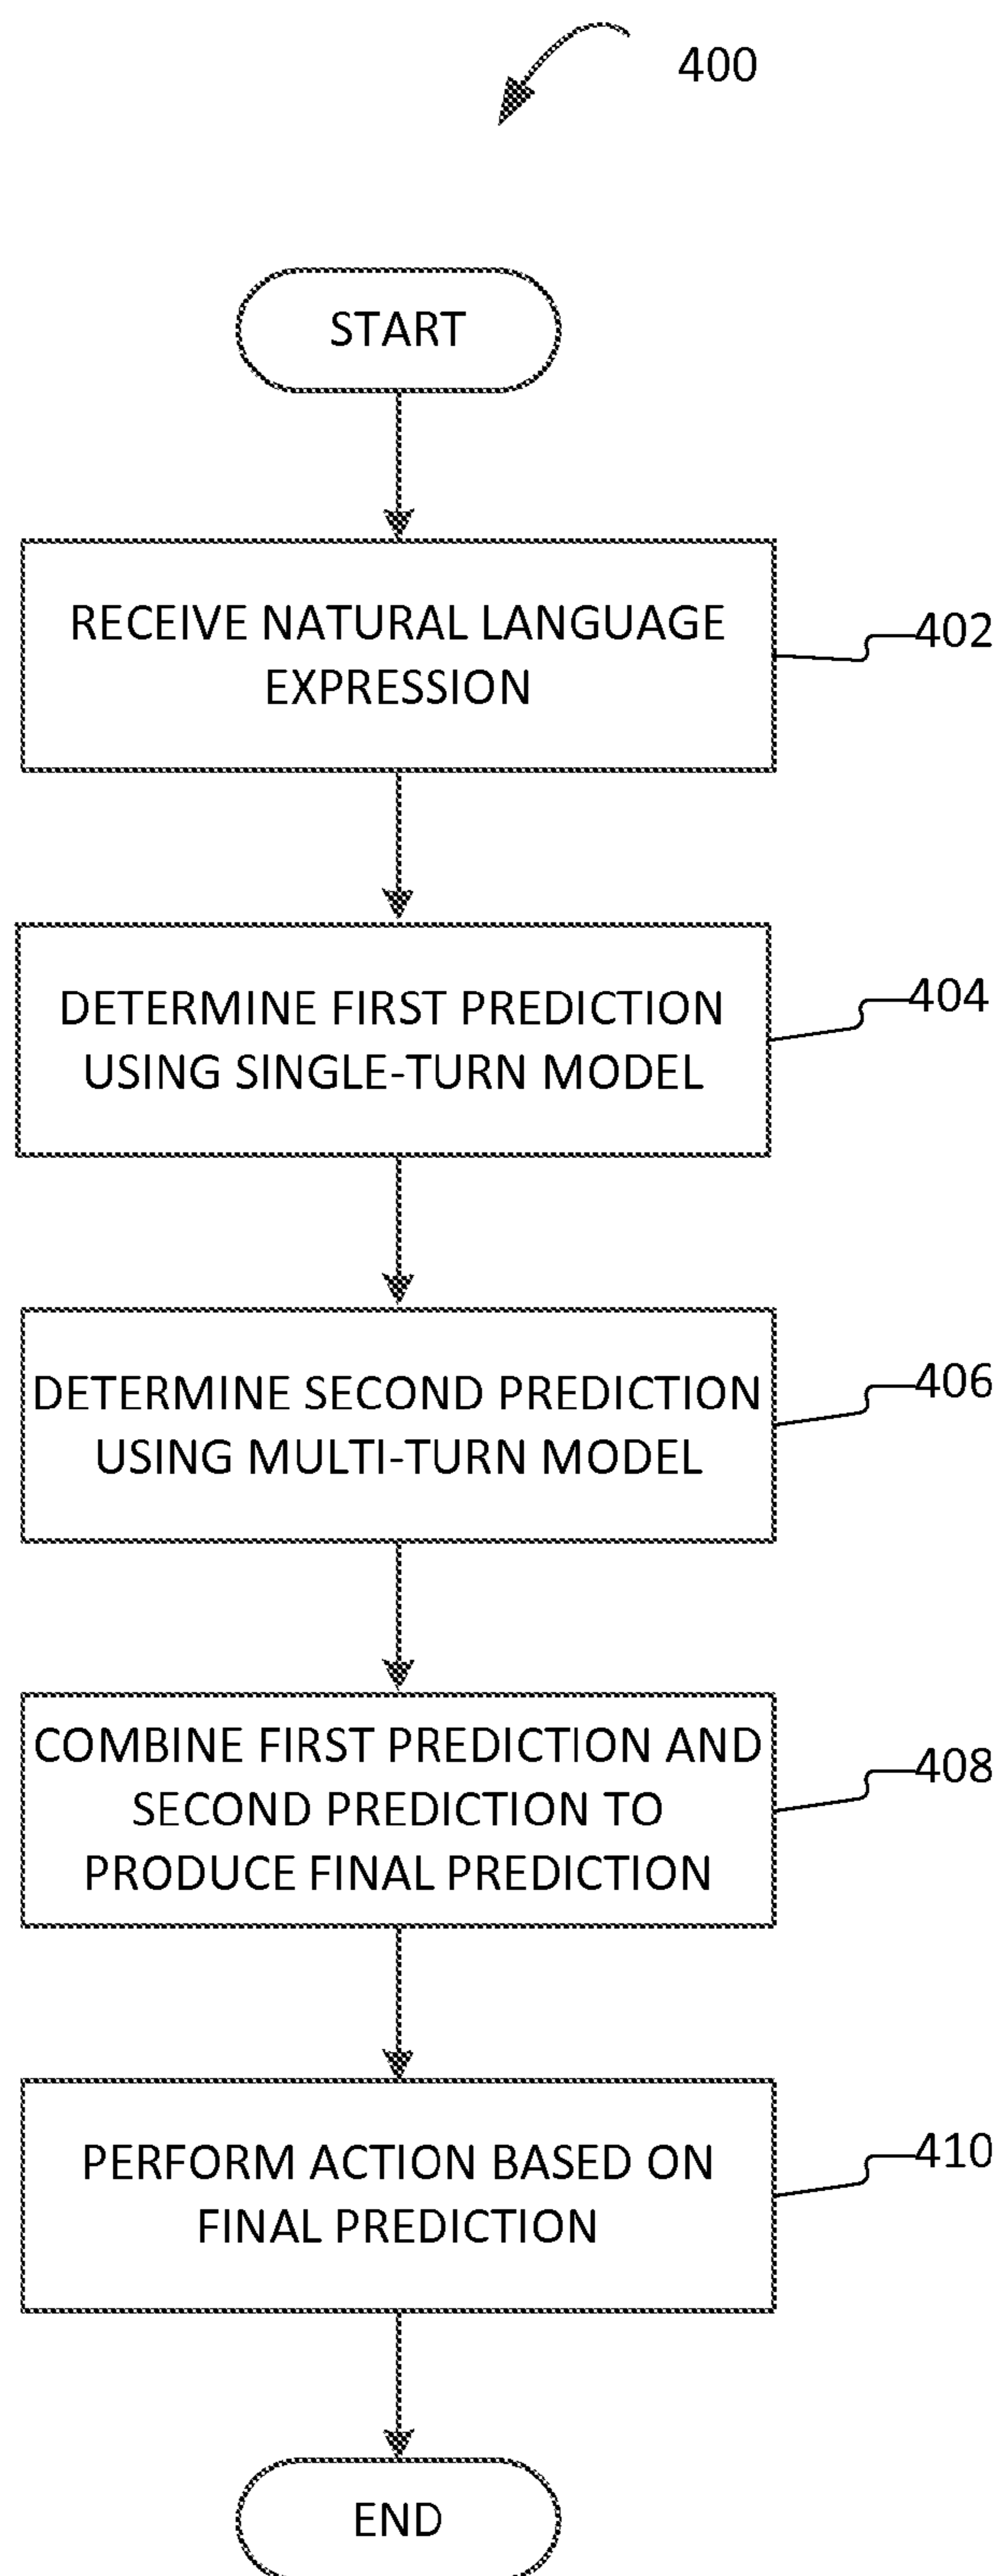 400
START
RECEIVE NATURAL LANGUAGE
EXPRESSION
402
DETERMINE FIRST PREDICTION
USING SINGLE-TURN MODEL
404
DETERMINE SECOND PREDICTION
USING MULTI-TURN MODEL
406
COMBINE FIRST PREDICTION AND
SECOND PREDICTION TO
PRODUCE FINAL PREDICTION
408
PERFORM ACTION BASED ON
FINAL PREDICTION
410
END